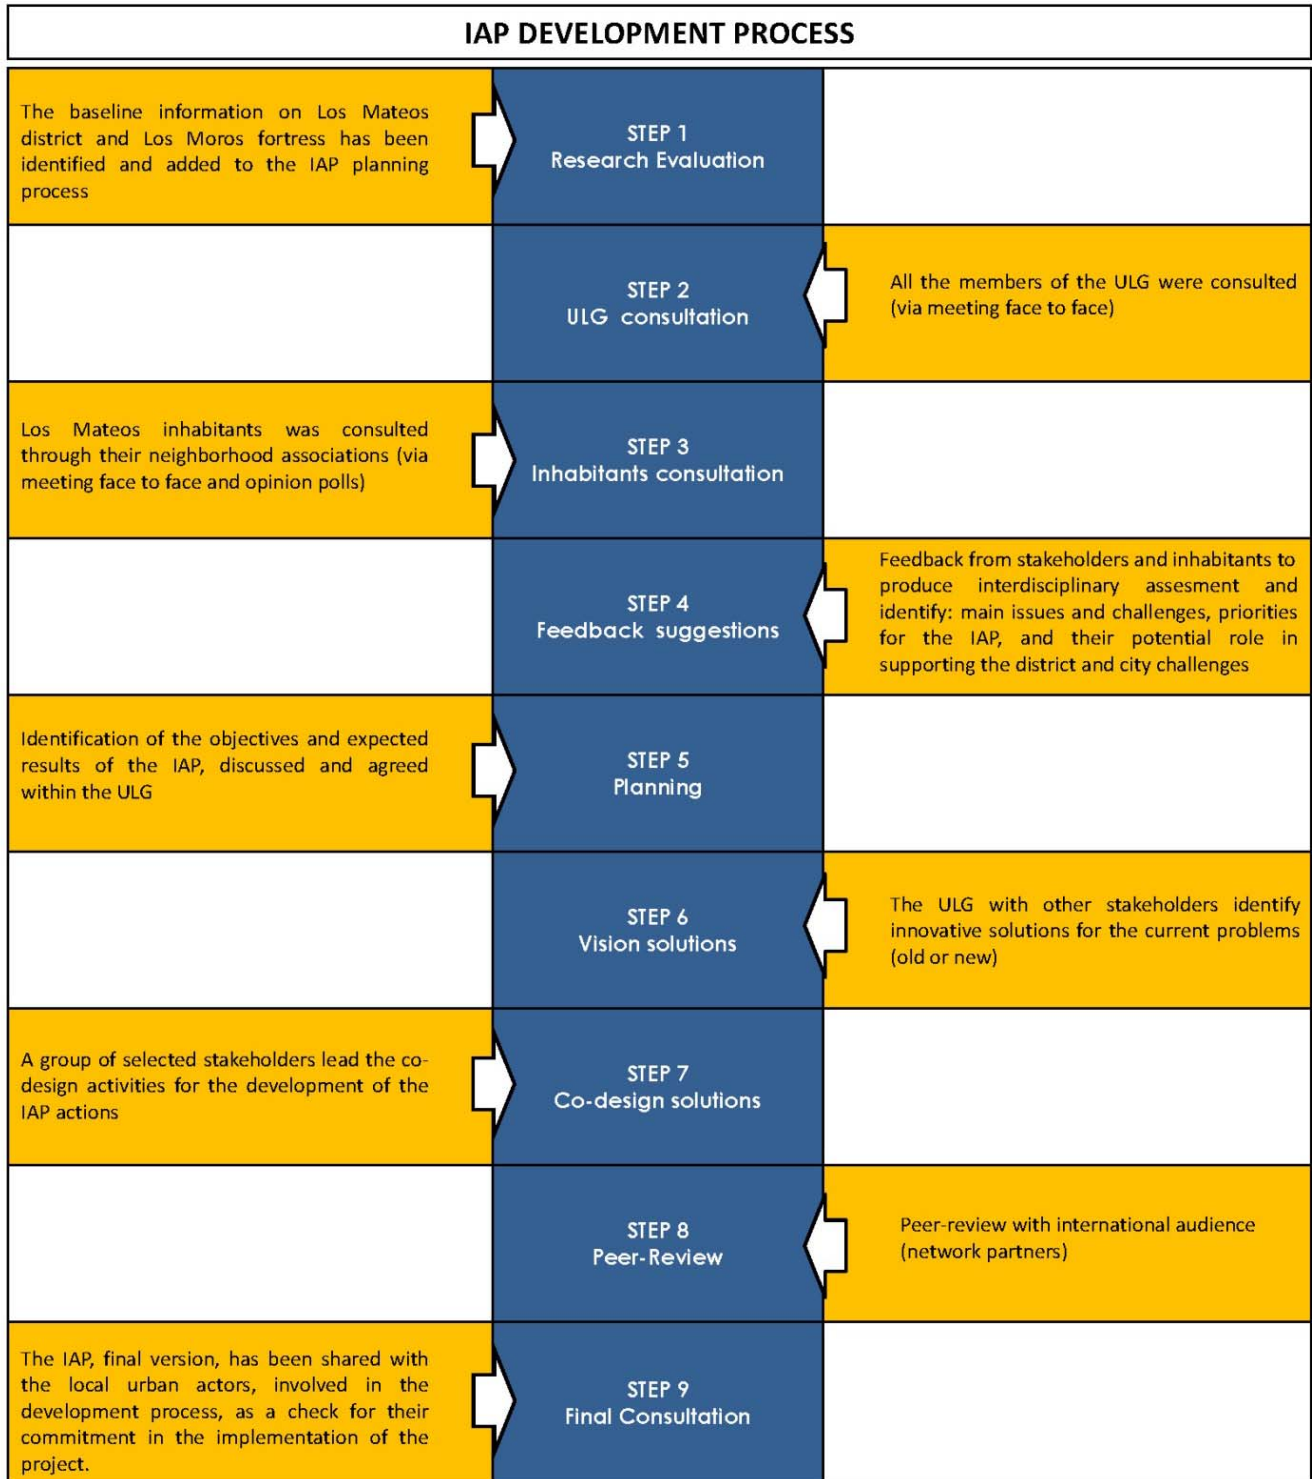 IAP DEVELOPMENT PROCESS
The baseline information on Los Mateos
district and Los Moros fortress has been
identified and added to the IAP planning
process
STEP 1
Research Evaluation
STEP 2
ULG consultation
All the members of the ULG were consulted
(via meeting face to face)
Los Mateos inhabitants was consulted
through their neighborhood associations (via
meeting face to face and opinion polls)
STEP 3
Inhabitants consultation
STEP 4
Feedback suggestions
Feedback from stakeholders and inhabitants to
produce interdisciplinary assesment and
identify: main issues and challenges, priorities
for the IAP, and their potential role in
supporting the district and city challenges
Identification of the objectives and expected
results of the IAP, discussed and agreed
within the ULG
STEP 5
Planning
STEP 6
Vision solutions
The ULG with other stakeholders identify
innovative solutions for the current problems
(old or new)
A group of selected stakeholders lead the co-
design activities for the development of the
IAP actions
STEP 7
Co-design solutions
STEP 8
Peer-Review
Peer-review with international audience
(network partners)
The IAP, final version, has been shared with
the local urban actors, involved in the
development process, as a check for their
commitment in the implementation of the
project.
STEP 9
Final Consultation